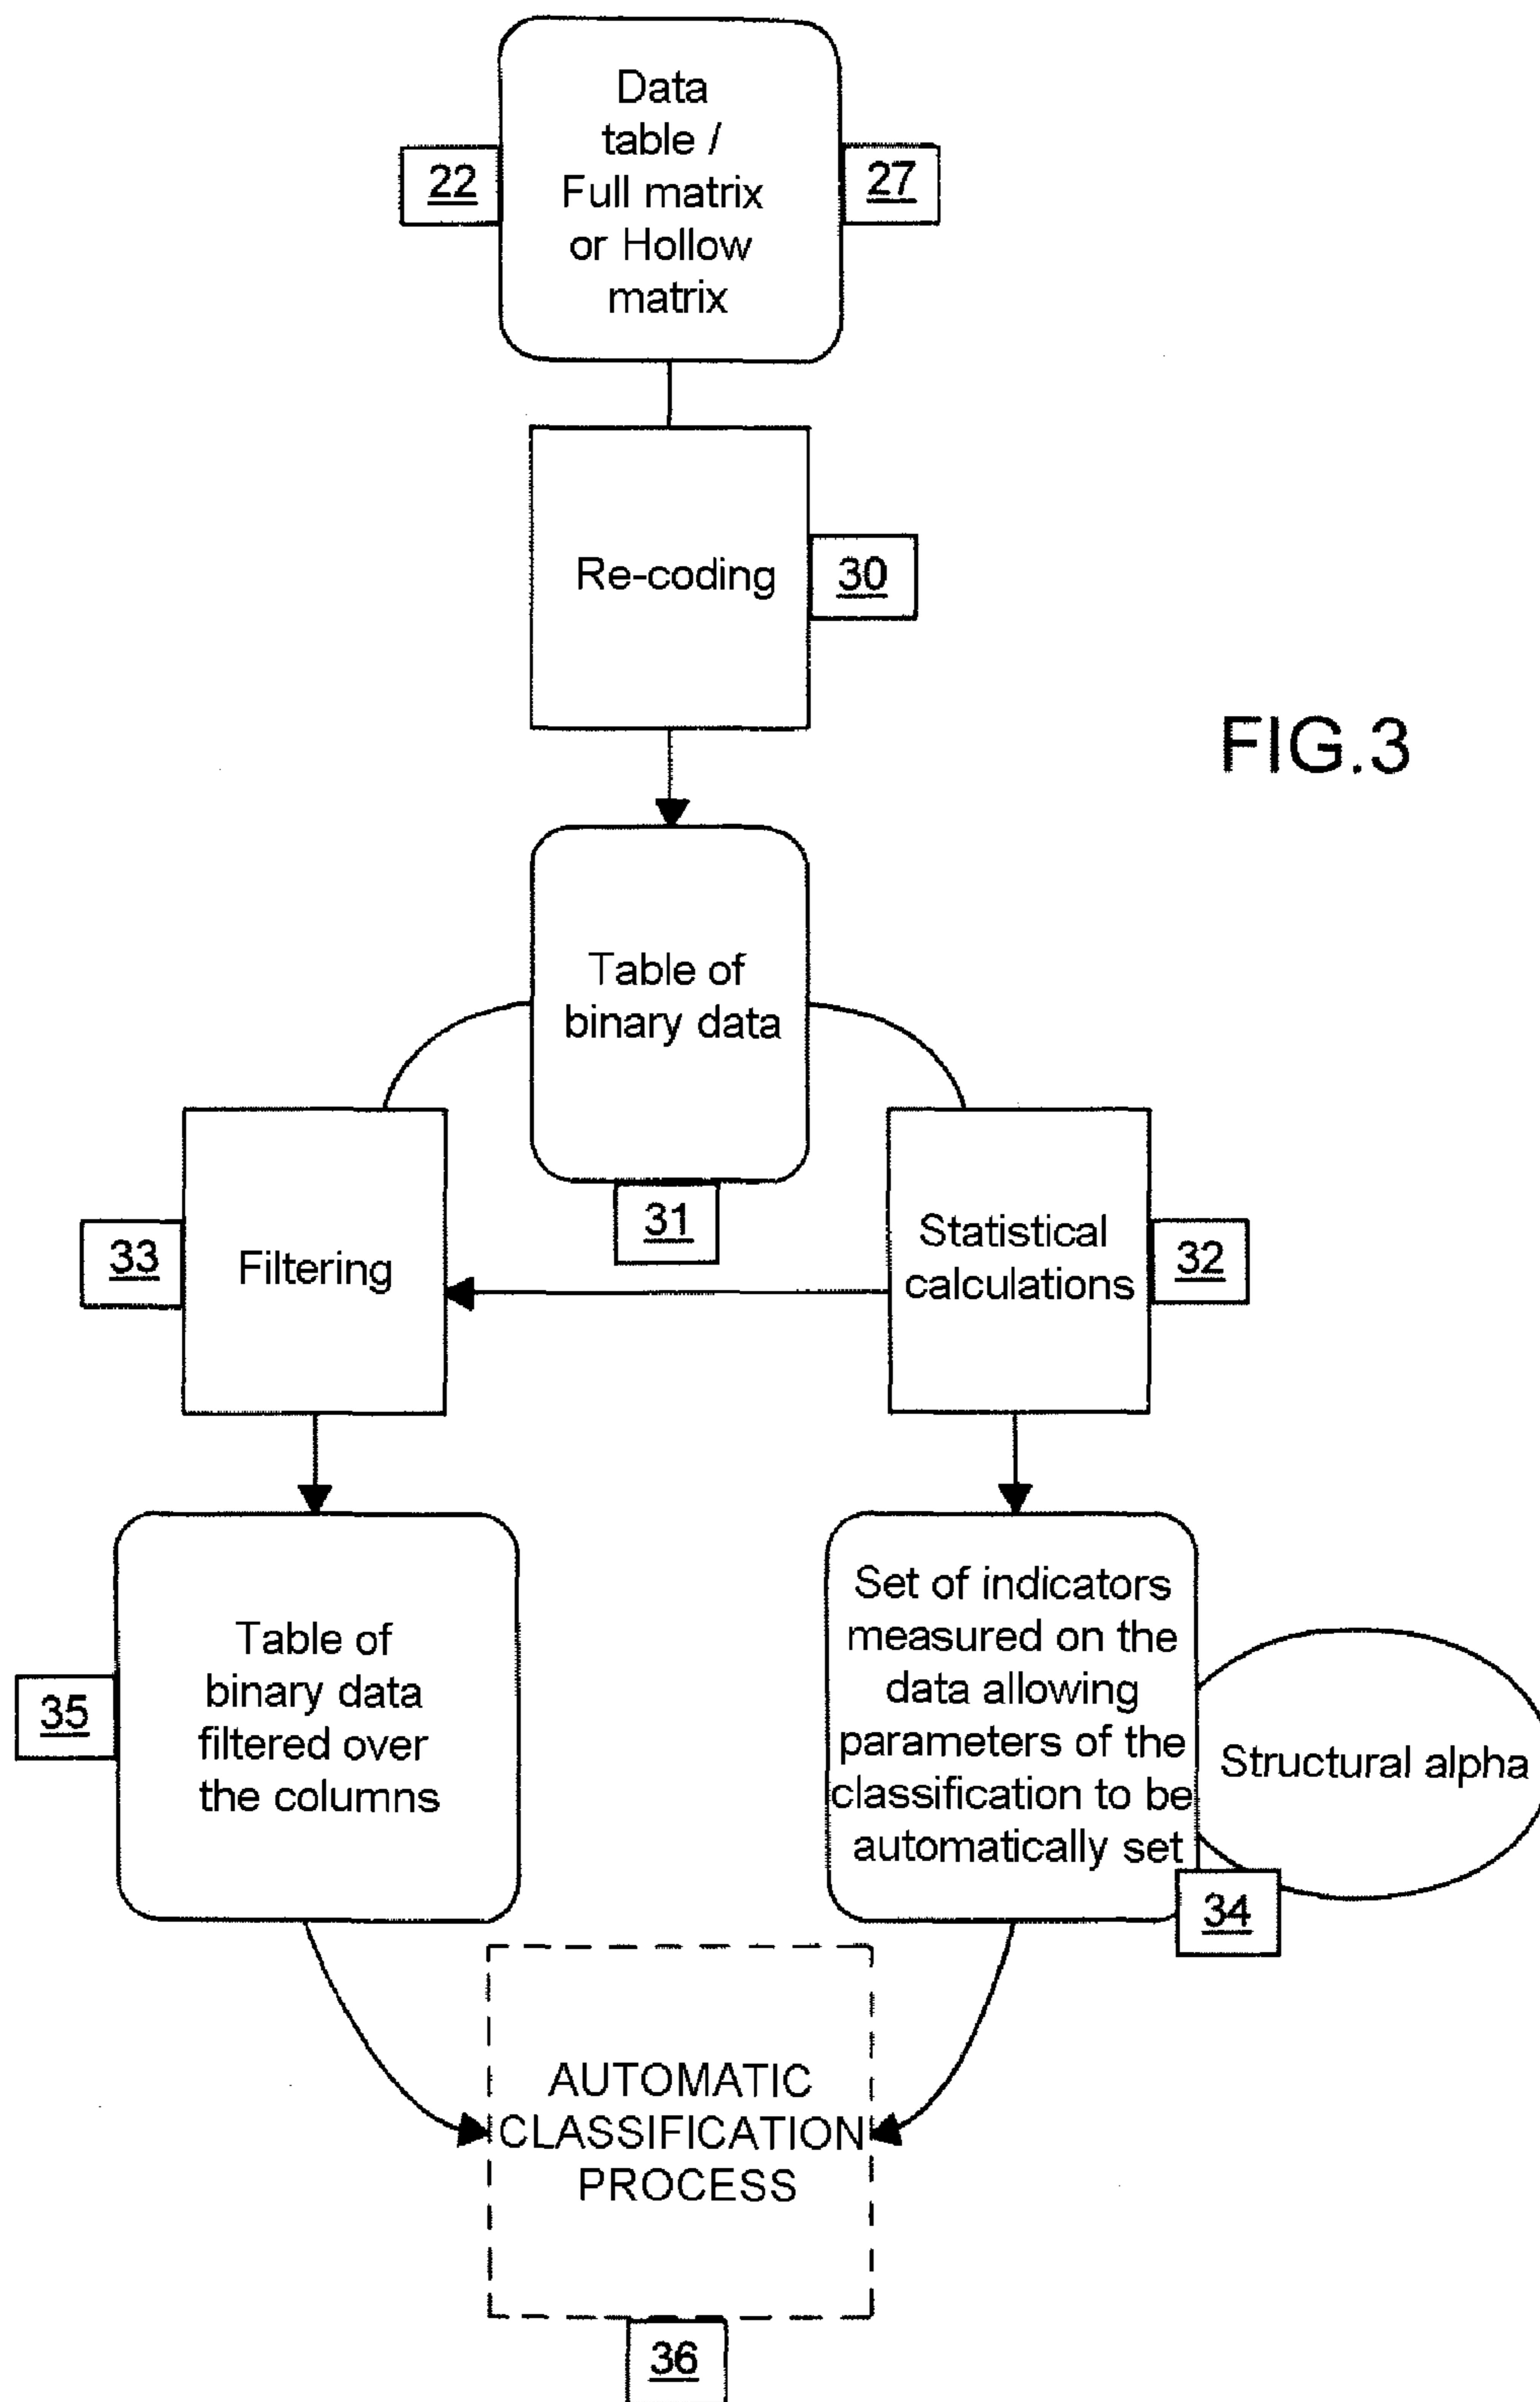 Data
table /
Full matrix
or Hollow
matrix
22
27
Re-coding
30
FIG.3
Table of
binary data
31
33
Filtering
Statistical
calculations
32
Table of
binary data
filtered over
the columns
35
Set of indicators
measured on the
data allowing
parameters of the
classification to be
automatically set
Structural alpha
34
AUTOMATIC
CLASSIFICATION
PROCESS
36